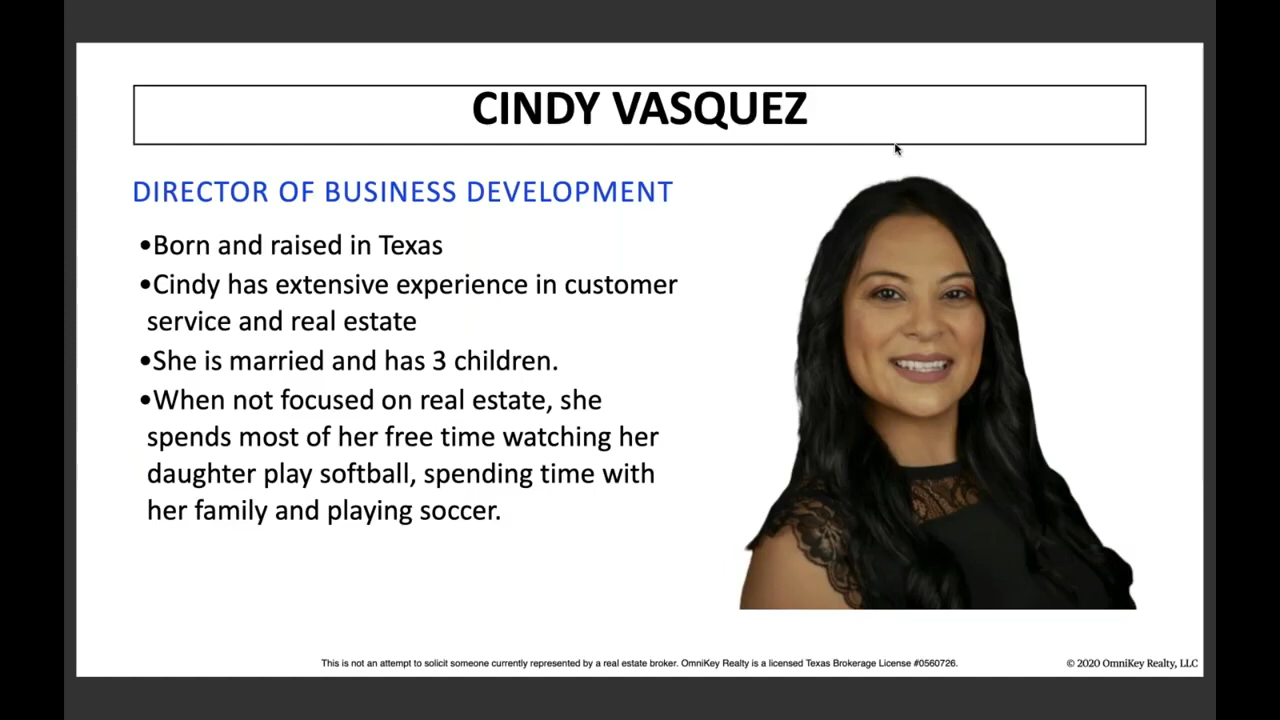 CINDY VASQUEZ
DIRECTOR OF BUSINESS DEVELOPMENT
•Born and raised in Texas
•Cindy has extensive experience in customer
service and real estate
•She is married and has 3 children.
•When not focused on real estate, she
spends most of her free time watching her
daughter play softball, spending time with
her family and playing soccer.
This is not an attempt to solicit someone currently represented by a real estate broker. OmniKey Realty is a licensed Texas Brokerage License #0560726.
© 2020 OmniKey Realty, LLC